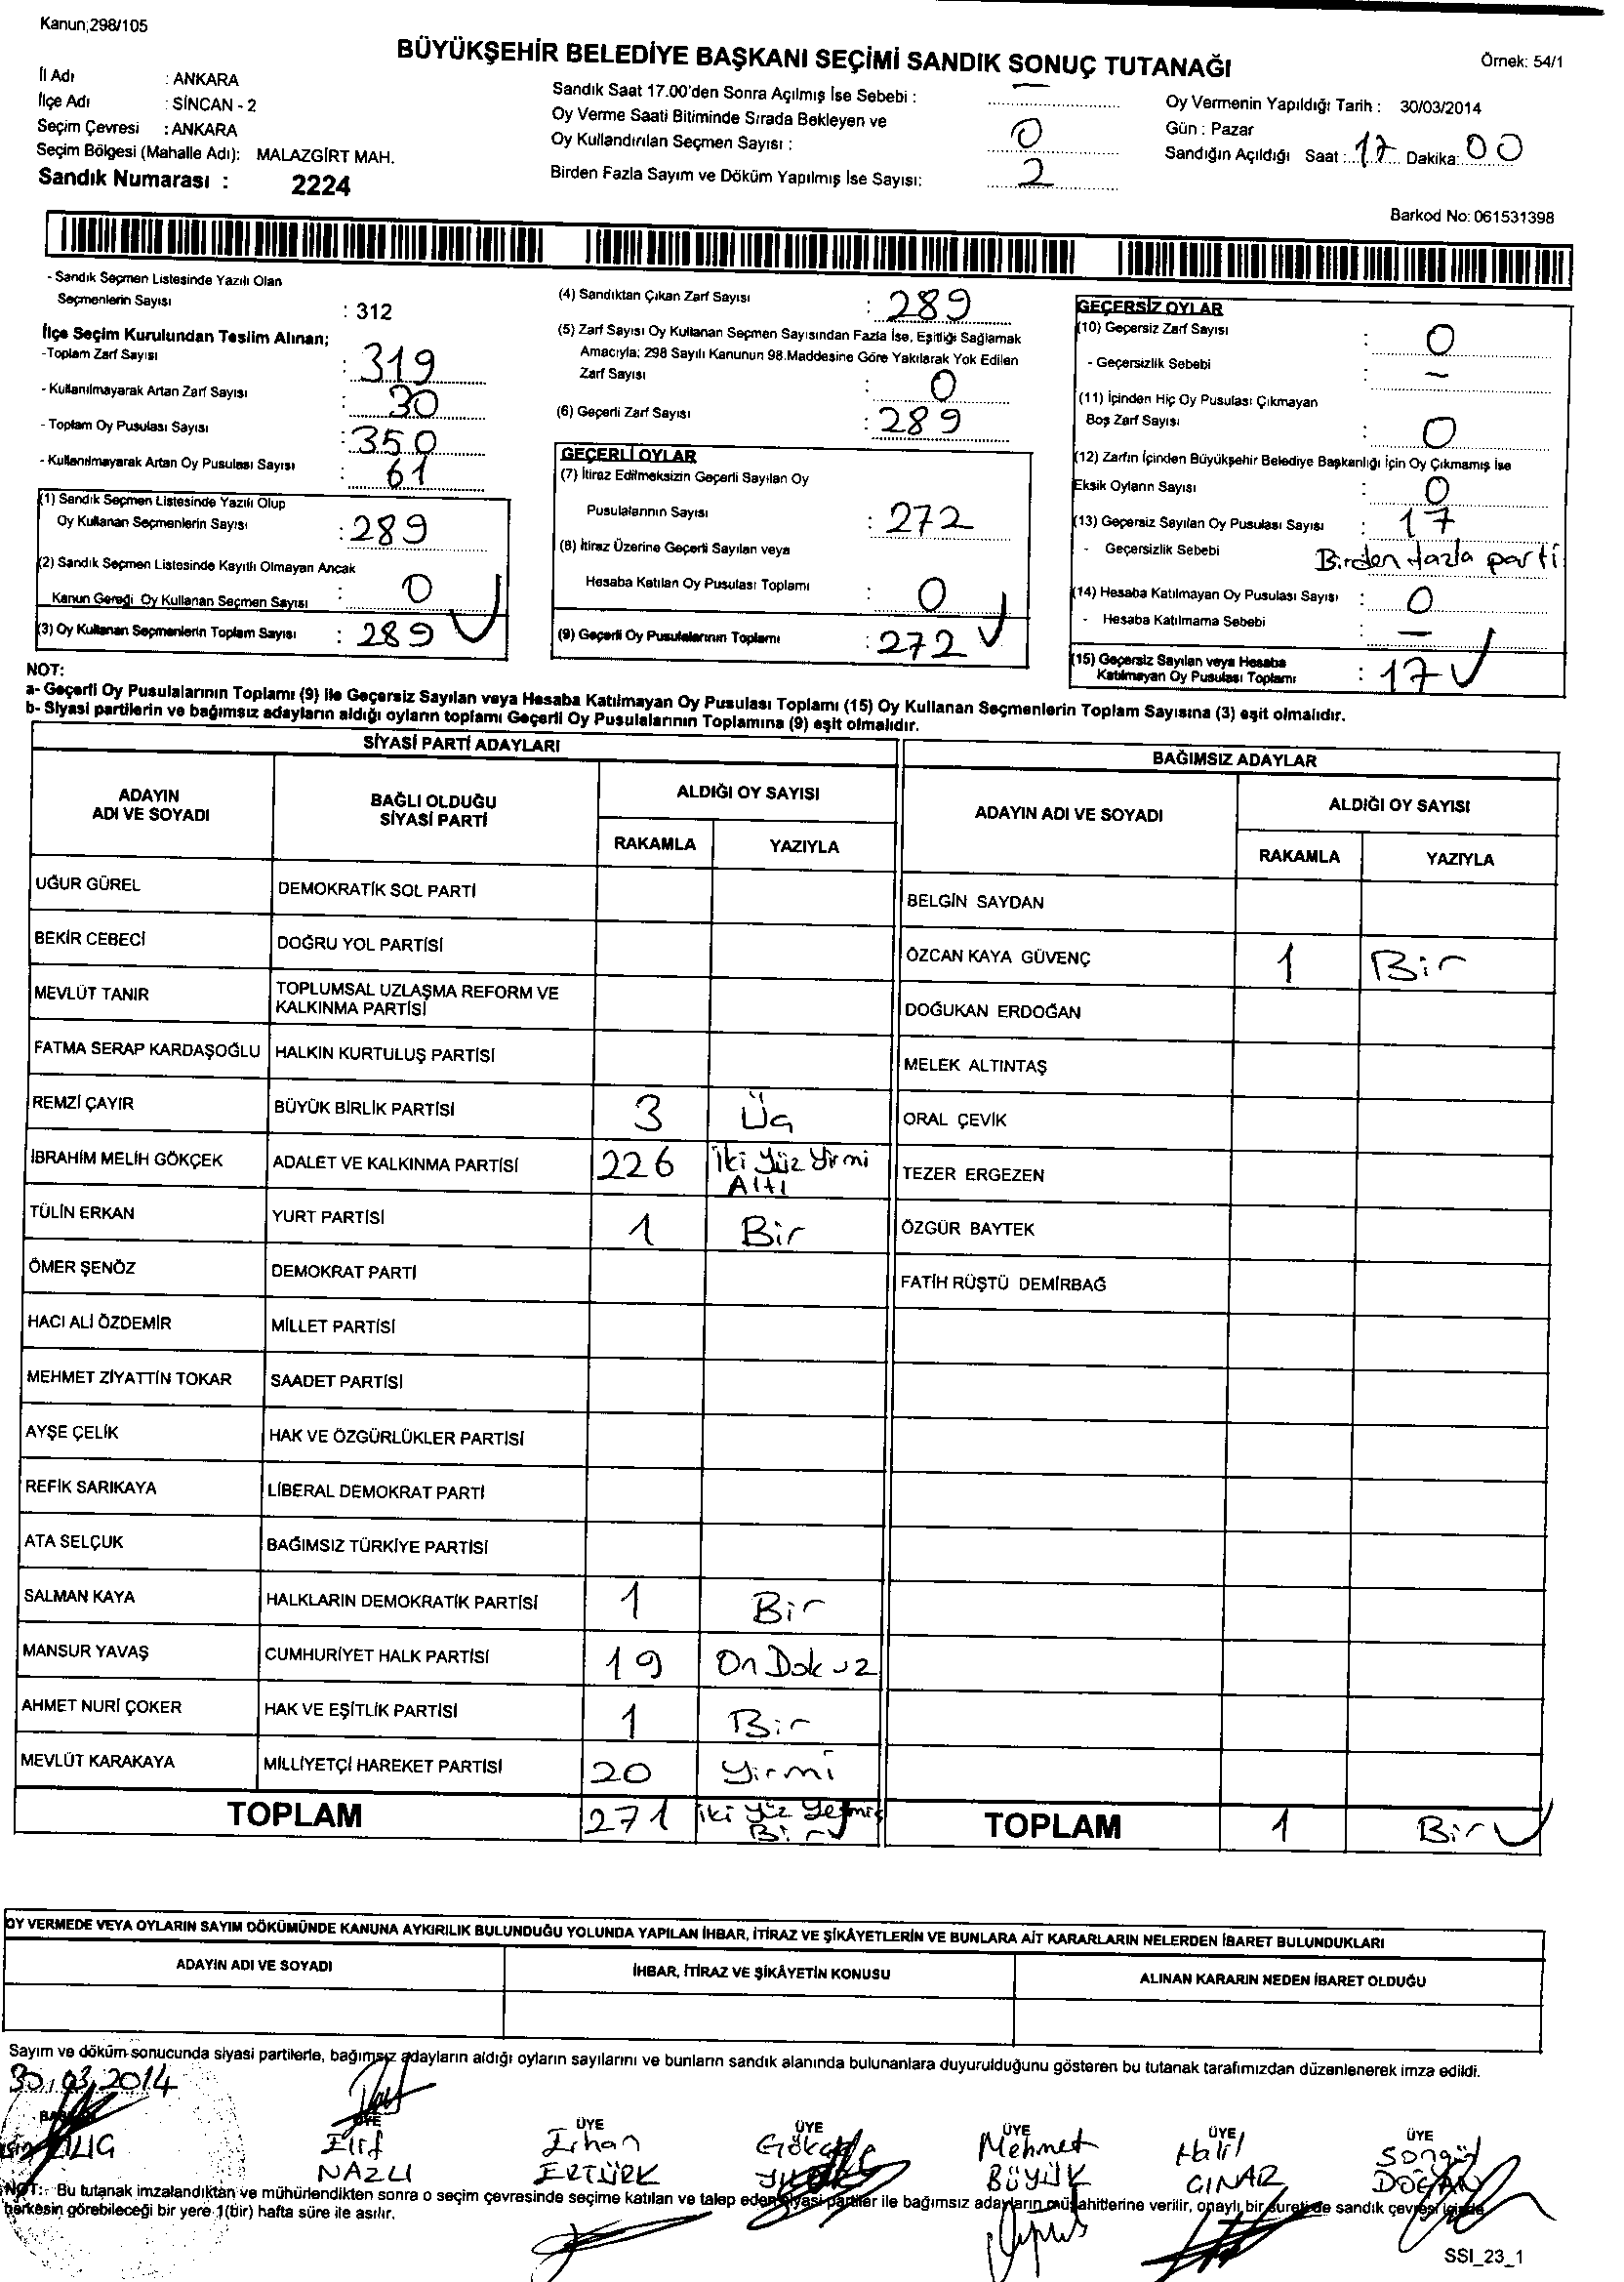 Kanun;298/105
BÜYÜKŞEHİR BELEDİYE BAŞKANI SEÇİMİ SANDIK SONUÇ TUTANAĞI
Örnek: 54/1
İl Adı : ANKARA
İlçe Adı : SİNCAN - 2
Seçim Çevresi : ANKARA
Seçim Bölgesi (Mahalle Adı): MALAZGİRT MAH.
Sandık Numarası : 2224
Sandık Saat 17.00'den Sonra Açılmış İse Sebebi : —
Oy Verme Saati Bitiminde Sırada Bekleyen ve
Oy Kullandırılan Seçmen Sayısı : 0
Birden Fazla Sayım ve Döküm Yapılmış İse Sayısı: 2
Oy Vermenin Yapıldığı Tarih : 30/03/2014
Gün : Pazar
Sandığın Açıldığı Saat : 17 Dakika: 00
Barkod No: 061531398
- Sandık Seçmen Listesinde Yazılı Olan
Seçmenlerin Sayısı : 312
İlçe Seçim Kurulundan Teslim Alınan;
-Toplam Zarf Sayısı : 319
- Kullanılmayarak Artan Zarf Sayısı : 30
- Toplam Oy Pusulası Sayısı : 350
- Kullanılmayarak Artan Oy Pusulası Sayısı : 61
(1) Sandık Seçmen Listesinde Yazılı Olup
Oy Kullanan Seçmenlerin Sayısı : 289
(2) Sandık Seçmen Listesinde Kayıtlı Olmayan Ancak
Kanun Gereği Oy Kullanan Seçmen Sayısı : 0
(3) Oy Kullanan Seçmenlerin Toplam Sayısı : 289
(4) Sandıktan Çıkan Zarf Sayısı : 289
(5) Zarf Sayısı Oy Kullanan Seçmen Sayısından Fazla İse, Eşitliği Sağlamak
Amacıyla; 298 Sayılı Kanunun 98.Maddesine Göre Yakılarak Yok Edilen
Zarf Sayısı : 0
(6) Geçerli Zarf Sayısı : 289
GEÇERLİ OYLAR
(7) İtiraz Edilmeksizin Geçerli Sayılan Oy
Pusulalarının Sayısı : 272
(8) İtiraz Üzerine Geçerli Sayılan veya
Hesaba Katılan Oy Pusulası Toplamı : 0
(9) Geçerli Oy Pusulalarının Toplamı : 272
GEÇERSİZ OYLAR
(10) Geçersiz Zarf Sayısı : 0
- Geçersizlik Sebebi : —
(11) İçinden Hiç Oy Pusulası Çıkmayan
Boş Zarf Sayısı : 0
(12) Zarfın İçinden Büyükşehir Belediye Başkanlığı İçin Oy Çıkmamış İse
Eksik Oyların Sayısı : 0
(13) Geçersiz Sayılan Oy Pusulası Sayısı : 17
- Geçersizlik Sebebi Birden fazla parti
(14) Hesaba Katılmayan Oy Pusulası Sayısı : 0
- Hesaba Katılmama Sebebi : —
(15) Geçersiz Sayılan veya Hesaba
Katılmayan Oy Pusulası Toplamı : 17
NOT:
a- Geçerli Oy Pusulalarının Toplamı (9) ile Geçersiz Sayılan veya Hesaba Katılmayan Oy Pusulası Toplamı (15) Oy Kullanan Seçmenlerin Toplam Sayısına (3) eşit olmalıdır.
b- Siyasi partilerin ve bağımsız adayların aldığı oyların toplamı Geçerli Oy Pusulalarının Toplamına (9) eşit olmalıdır.
SİYASİ PARTİ ADAYLARI
ADAYIN ADI VE SOYADI
BAĞLI OLDUĞU SİYASİ PARTİ
ALDIĞI OY SAYISI
RAKAMLA YAZIYLA
UĞUR GÜREL DEMOKRATİK SOL PARTİ
BEKİR CEBECİ DOĞRU YOL PARTİSİ
MEVLÜT TANIR TOPLUMSAL UZLAŞMA REFORM VE KALKINMA PARTİSİ
FATMA SERAP KARDAŞOĞLU HALKIN KURTULUŞ PARTİSİ
REMZİ ÇAYIR BÜYÜK BİRLİK PARTİSİ 3 Üç
İBRAHİM MELİH GÖKÇEK ADALET VE KALKINMA PARTİSİ 226 İki Yüz Yirmi Altı
TÜLİN ERKAN YURT PARTİSİ 1 Bir
ÖMER ŞENÖZ DEMOKRAT PARTİ
HACI ALİ ÖZDEMİR MİLLET PARTİSİ
MEHMET ZİYATTİN TOKAR SAADET PARTİSİ
AYŞE ÇELİK HAK VE ÖZGÜRLÜKLER PARTİSİ
REFİK SARIKAYA LİBERAL DEMOKRAT PARTİ
ATA SELÇUK BAĞIMSIZ TÜRKİYE PARTİSİ
SALMAN KAYA HALKLARIN DEMOKRATİK PARTİSİ 1 Bir
MANSUR YAVAŞ CUMHURİYET HALK PARTİSİ 19 On Dokuz
AHMET NURİ ÇOKER HAK VE EŞİTLİK PARTİSİ 1 Bir
MEVLÜT KARAKAYA MİLLİYETÇİ HAREKET PARTİSİ 20 Yirmi
TOPLAM 271 İki Yüz Yetmiş Bir
BAĞIMSIZ ADAYLAR
ADAYIN ADI VE SOYADI
ALDIĞI OY SAYISI
RAKAMLA YAZIYLA
BELGİN SAYDAN
ÖZCAN KAYA GÜVENÇ 1 Bir
DOĞUKAN ERDOĞAN
MELEK ALTINTAŞ
ORAL ÇEVİK
TEZER ERGEZEN
ÖZGÜR BAYTEK
FATİH RÜŞTÜ DEMİRBAĞ
TOPLAM 1 Bir
OY VERMEDE VEYA OYLARIN SAYIM DÖKÜMÜNDE KANUNA AYKIRILIK BULUNDUĞU YOLUNDA YAPILAN İHBAR, İTİRAZ VE ŞİKÂYETLERİN VE BUNLARA AİT KARARLARIN NELERDEN İBARET BULUNDUKLARI
ADAYIN ADI VE SOYADI
İHBAR, İTİRAZ VE ŞİKÂYETİN KONUSU
ALINAN KARARIN NEDEN İBARET OLDUĞU
Sayım ve döküm sonucunda siyasi partilerle, bağımsız adayların aldığı oyların sayılarını ve bunların sandık alanında bulunanlara duyurulduğunu gösteren bu tutanak tarafımızdan düzenlenerek imza edildi.
30.03.2014
ÜYE ÜYE ÜYE ÜYE ÜYE ÜYE
Elif Erhan Mehmet Halil Songül
NAZLI ERTÜRK BÜYÜK ÇINAR DOĞAN
NOT:- Bu tutanak imzalandıktan ve mühürlendikten sonra o seçim çevresinde seçime katılan ve talep eden siyasi partiler ile bağımsız adayların müşahitlerine verilir, onaylı bir sureti de sandık çevresi içinde
herkesin görebileceği bir yere 1(bir) hafta süre ile asılır.
SSI_23_1